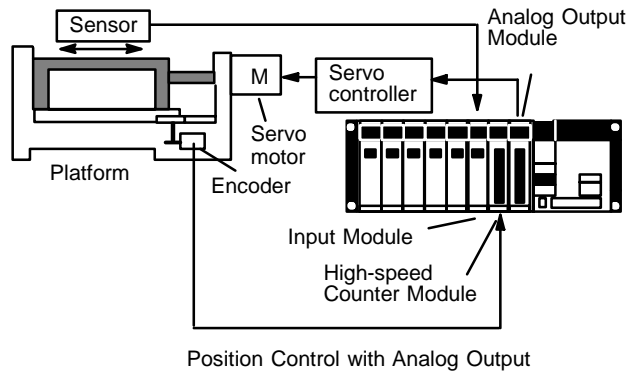 Sensor
Analog Output
Module
M
Servo
controller
Servo
motor
Encoder
Platform
Input Module
High-speed
Counter Module
Position Control with Analog Output